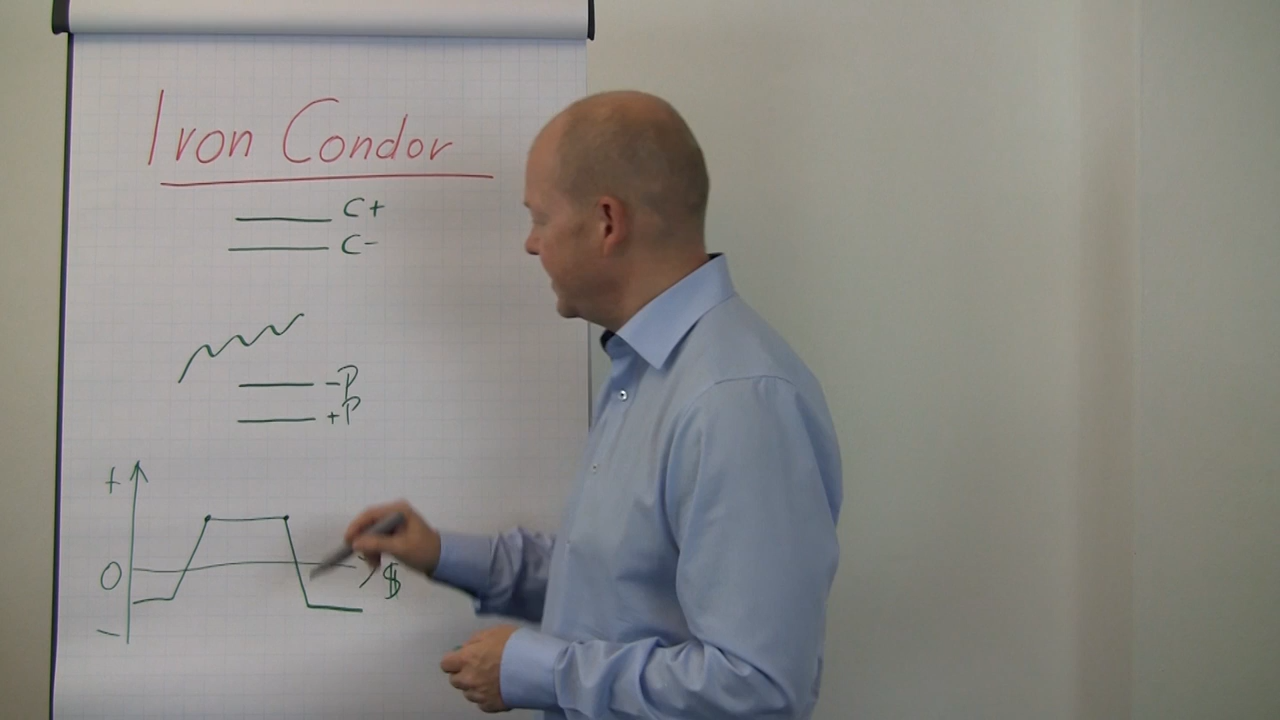 Iron Condor
C+
C-
-P
+P
+
0
$
-